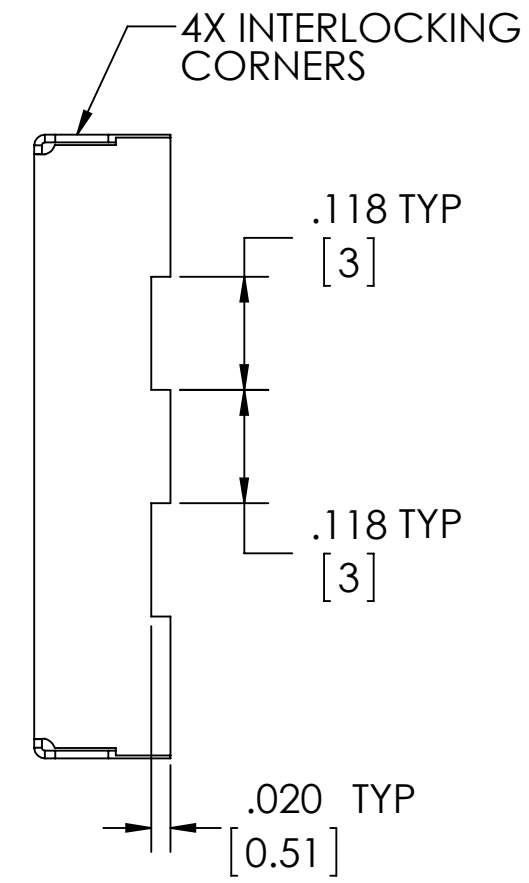 4X INTERLOCKING
CORNERS
.118 TYP
[3]
.118 TYP
[3]
.020 TYP
[0.51]